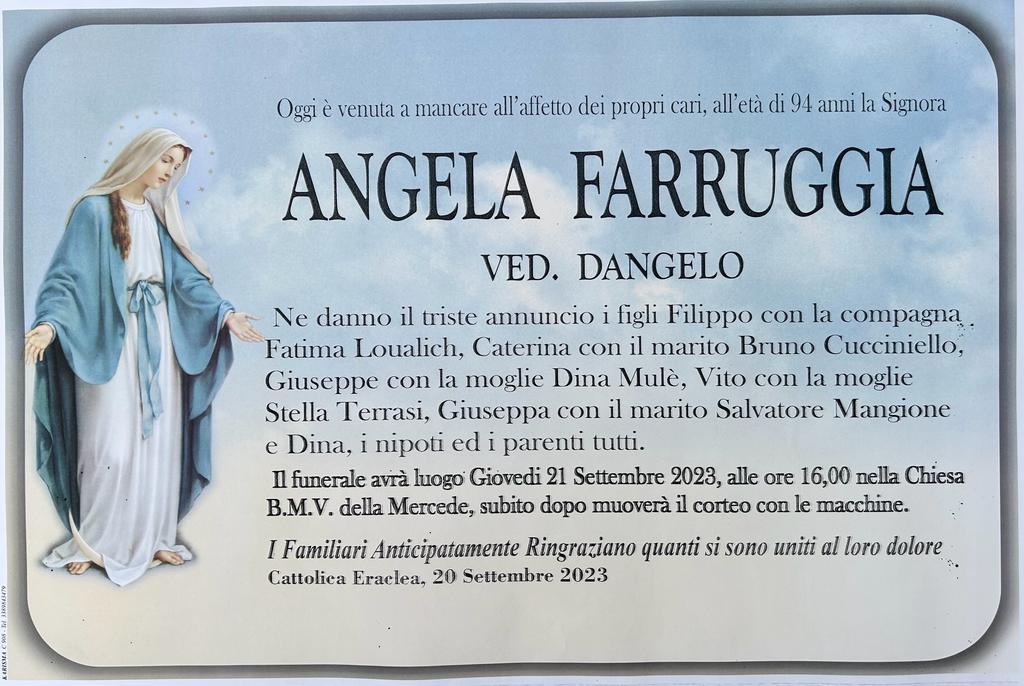 Oggi è venuta a mancare all'affetto dei propri cari, all'età di 94 anni la Signora
ANGELA FARRUGGIA
VED. DANGELO
Ne danno il triste annuncio i figli Filippo con la compagna
Fatima Loualich, Caterina con il marito Bruno Cucciniello,
Giuseppe con la moglie Dina Mulè, Vito con la moglie
Stella Terrasi, Giuseppa con il marito Salvatore Mangione
e Dina, i nipoti ed i parenti tutti.
Il funerale avrà luogo Giovedi 21 Settembre 2023, alle ore 16,00 nella Chiesa
B.M.V. della Mercede, subito dopo muoverà il corteo con le macchine.
I Familiari Anticipatamente Ringraziano quanti si sono uniti al loro dolore
Cattolica Eraclea, 20 Settembre 2023
KARISMA